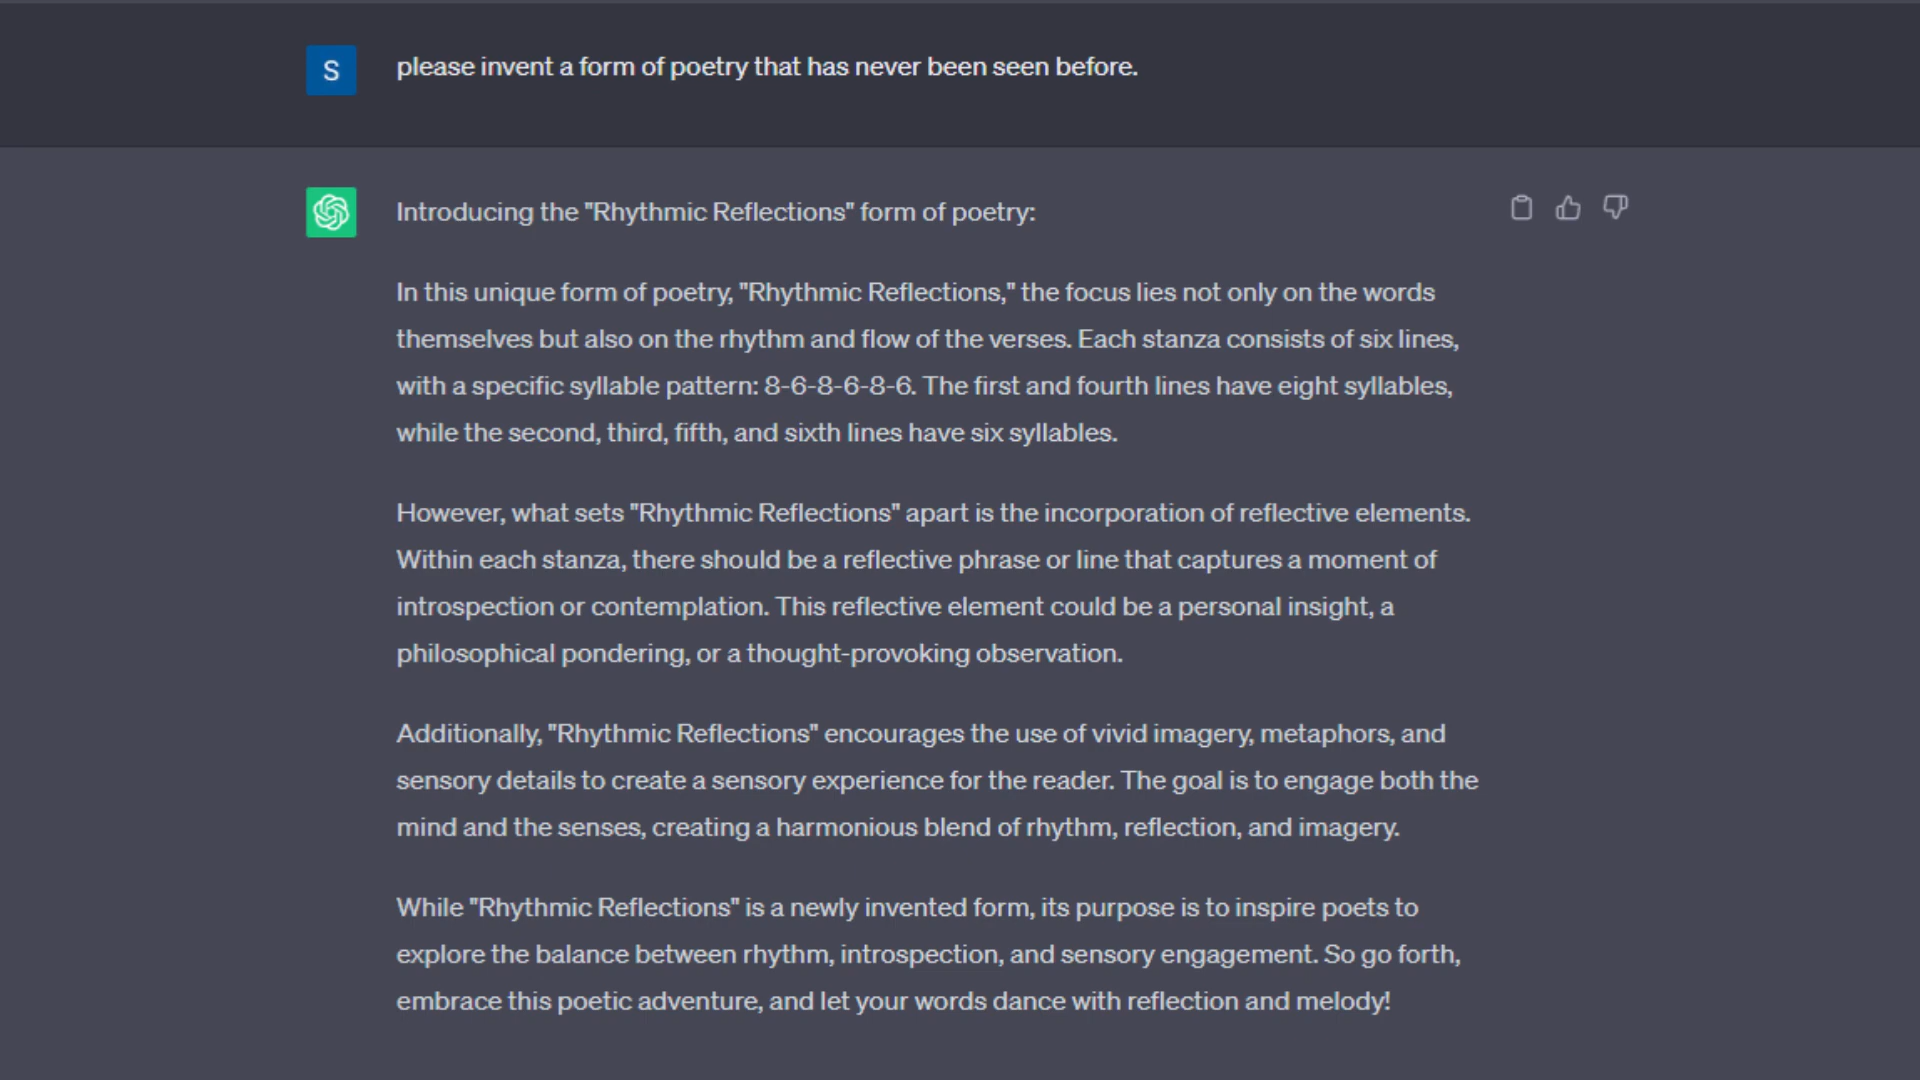 S
please invent a form of poetry that has never been seen before.
Introducing the "Rhythmic Reflections" form of poetry:
In this unique form of poetry, "Rhythmic Reflections," the focus lies not only on the words
themselves but also on the rhythm and flow of the verses. Each stanza consists of six lines,
with a specific syllable pattern: 8-6-8-6-8-6. The first and fourth lines have eight syllables,
while the second, third, fifth, and sixth lines have six syllables.
However, what sets "Rhythmic Reflections" apart is the incorporation of reflective elements.
Within each stanza, there should be a reflective phrase or line that captures a moment of
introspection or contemplation. This reflective element could be a personal insight, a
philosophical pondering, or a thought-provoking observation.
Additionally, "Rhythmic Reflections" encourages the use of vivid imagery, metaphors, and
sensory details to create a sensory experience for the reader. The goal is to engage both the
mind and the senses, creating a harmonious blend of rhythm, reflection, and imagery.
While "Rhythmic Reflections" is a newly invented form, its purpose is to inspire poets to
explore the balance between rhythm, introspection, and sensory engagement. So go forth,
embrace this poetic adventure, and let your words dance with reflection and melody!